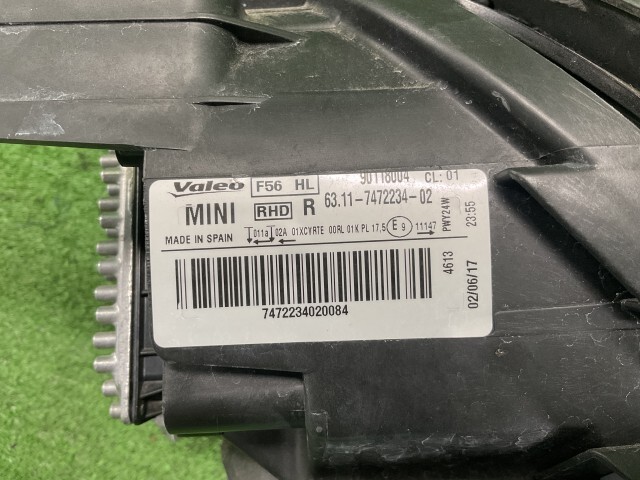 Valeo F56 HL 90118004 CL: 01
MINI RHD R 63.11-7472234-02
MADE IN SPAIN 011a 02A 01XCYRTE 00RL 01K PL 17,5 E 9 11147
PWY24W
23:55
7472234020084
4613
02/06/17